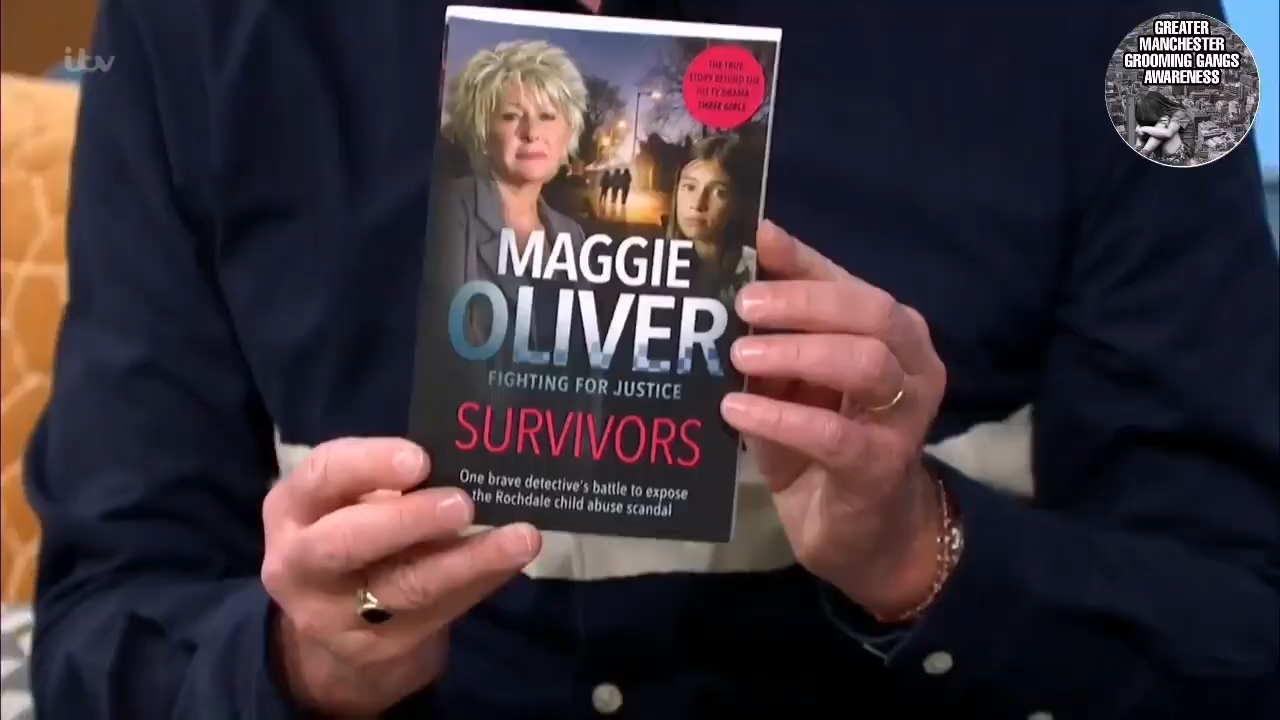 itv
GREATER
MANCHESTER
GROOMING GANGS
AWARENESS
THE TRUE
STORY BEHIND THE
HIT TV DRAMA
THREE GIRLS
MAGGIE
OLIVER
FIGHTING FOR JUSTICE
SURVIVORS
One brave detective's battle to expose
the Rochdale child abuse scandal